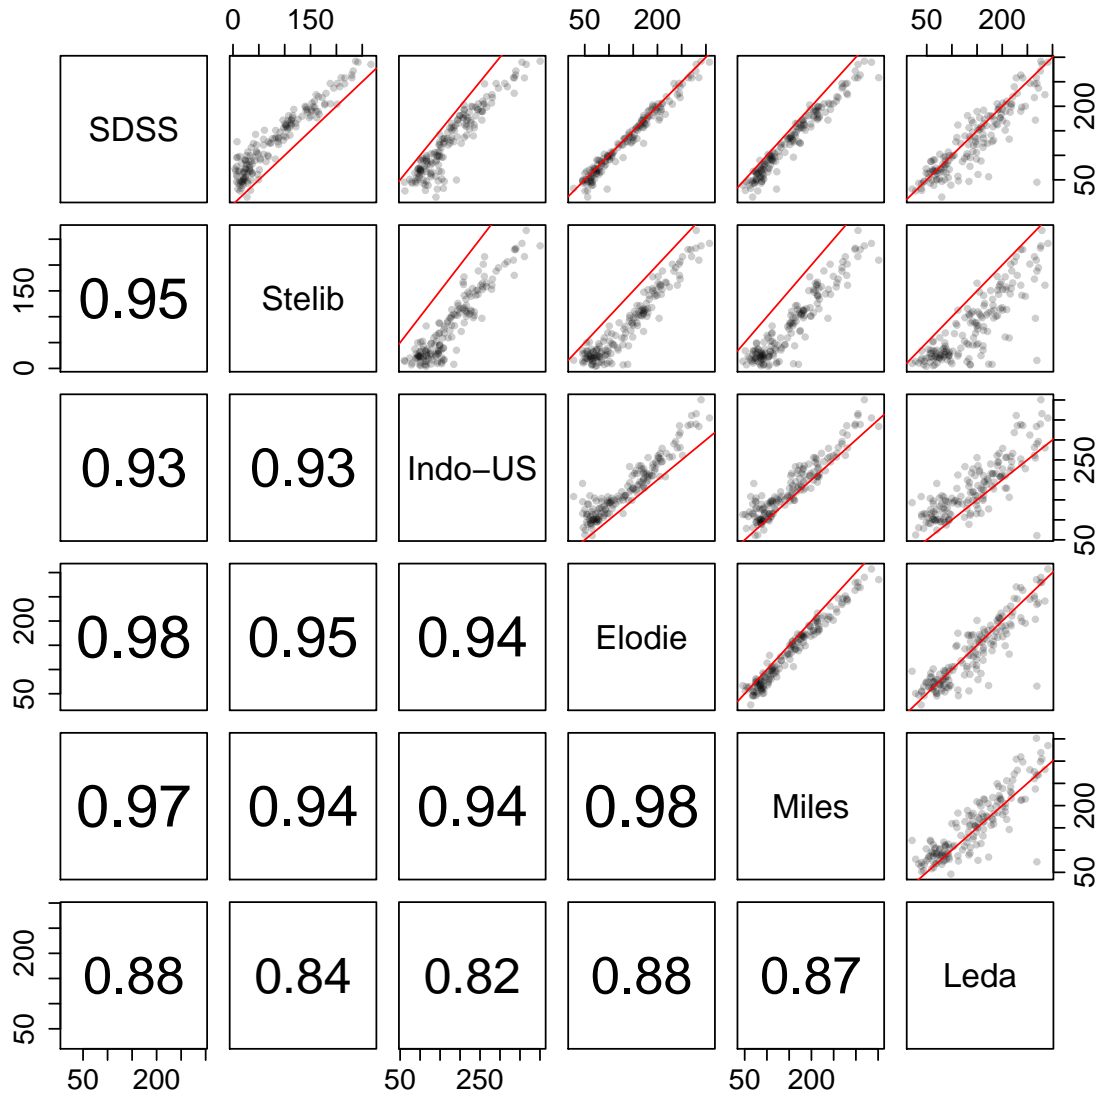 0 150 50 200 50 200
SDSS 50 200
0 150 0.95 Stelib
0.93 0.93 Indo−US 50 250
50 200 0.98 0.95 0.94 Elodie
0.97 0.94 0.94 0.98 Miles 50 200
50 200 0.88 0.84 0.82 0.88 0.87 Leda
50 200 50 250 50 200